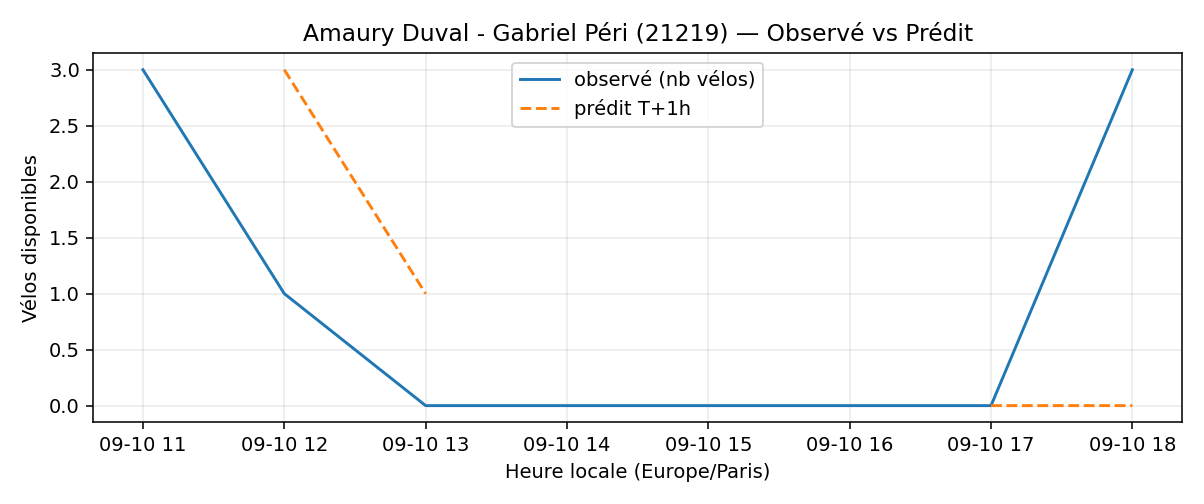 Amaury Duval - Gabriel Péri (21219) — Observé vs Prédit
observé (nb vélos)
prédit T+1h
Vélos disponibles
3.0
2.5
2.0
1.5
1.0
0.5
0.0
09-10 11 09-10 12 09-10 13 09-10 14 09-10 15 09-10 16 09-10 17 09-10 18
Heure locale (Europe/Paris)